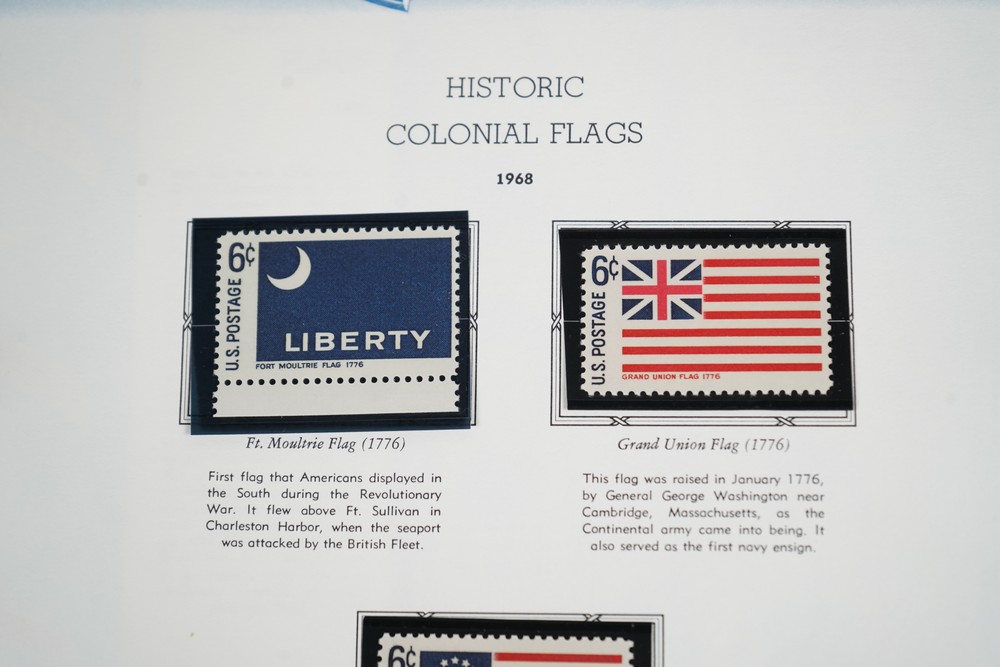 HISTORIC
COLONIAL FLAGS
1968
6¢
U.S. POSTAGE
LIBERTY
FORT MOULTRIE FLAG 1776
Ft. Moultrie Flag (1776)
First flag that Americans displayed in
the South during the Revolutionary
War. It flew above Ft. Sullivan in
Charleston Harbor, when the seaport
was attacked by the British Fleet.
6¢
U.S. POSTAGE
GRAND UNION FLAG 1776
Grand Union Flag (1776)
This flag was raised in January 1776,
by General George Washington near
Cambridge, Massachusetts, as the
Continental army came into being. It
also served as the first navy ensign.
6¢